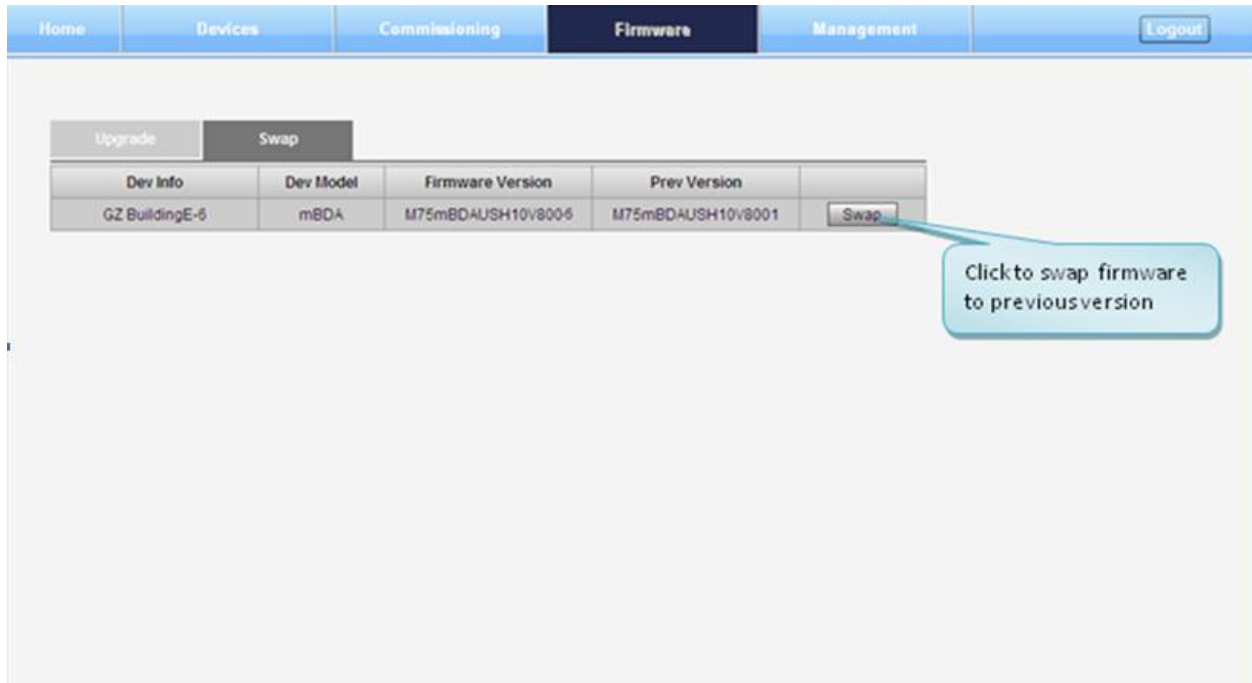 Home Devices Commissioning Firmware Management Logout
Upgrade Swap
Dev Info Dev Model Firmware Version Prev Version
GZ BuildingE-6 mBDA M75mBDAUSH10V8006 M75mBDAUSH10V8001 Swap
Click to swap firmware
to previous version